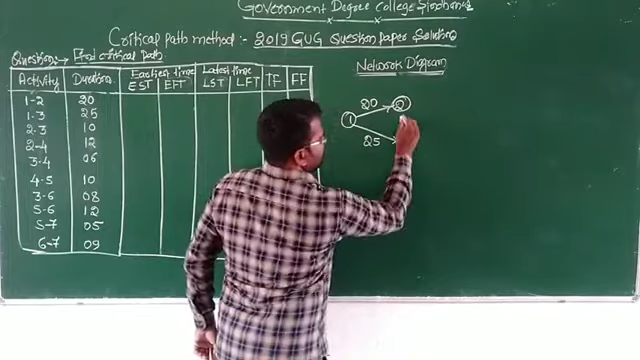 Government Degree College Sindhanur
Critical path method :- 2019 GUG Question paper Solution
Question:→ Find critical path
Network Diagram
Activity Duration Earliest time Latest time TF FF
EST EFT LST LFT
1-2 20
1-3 25
2-3 10
2-4 12
3-4 06
4-5 10
3-6 08
5-6 12
5-7 05
6-7 09
1 20 2
25